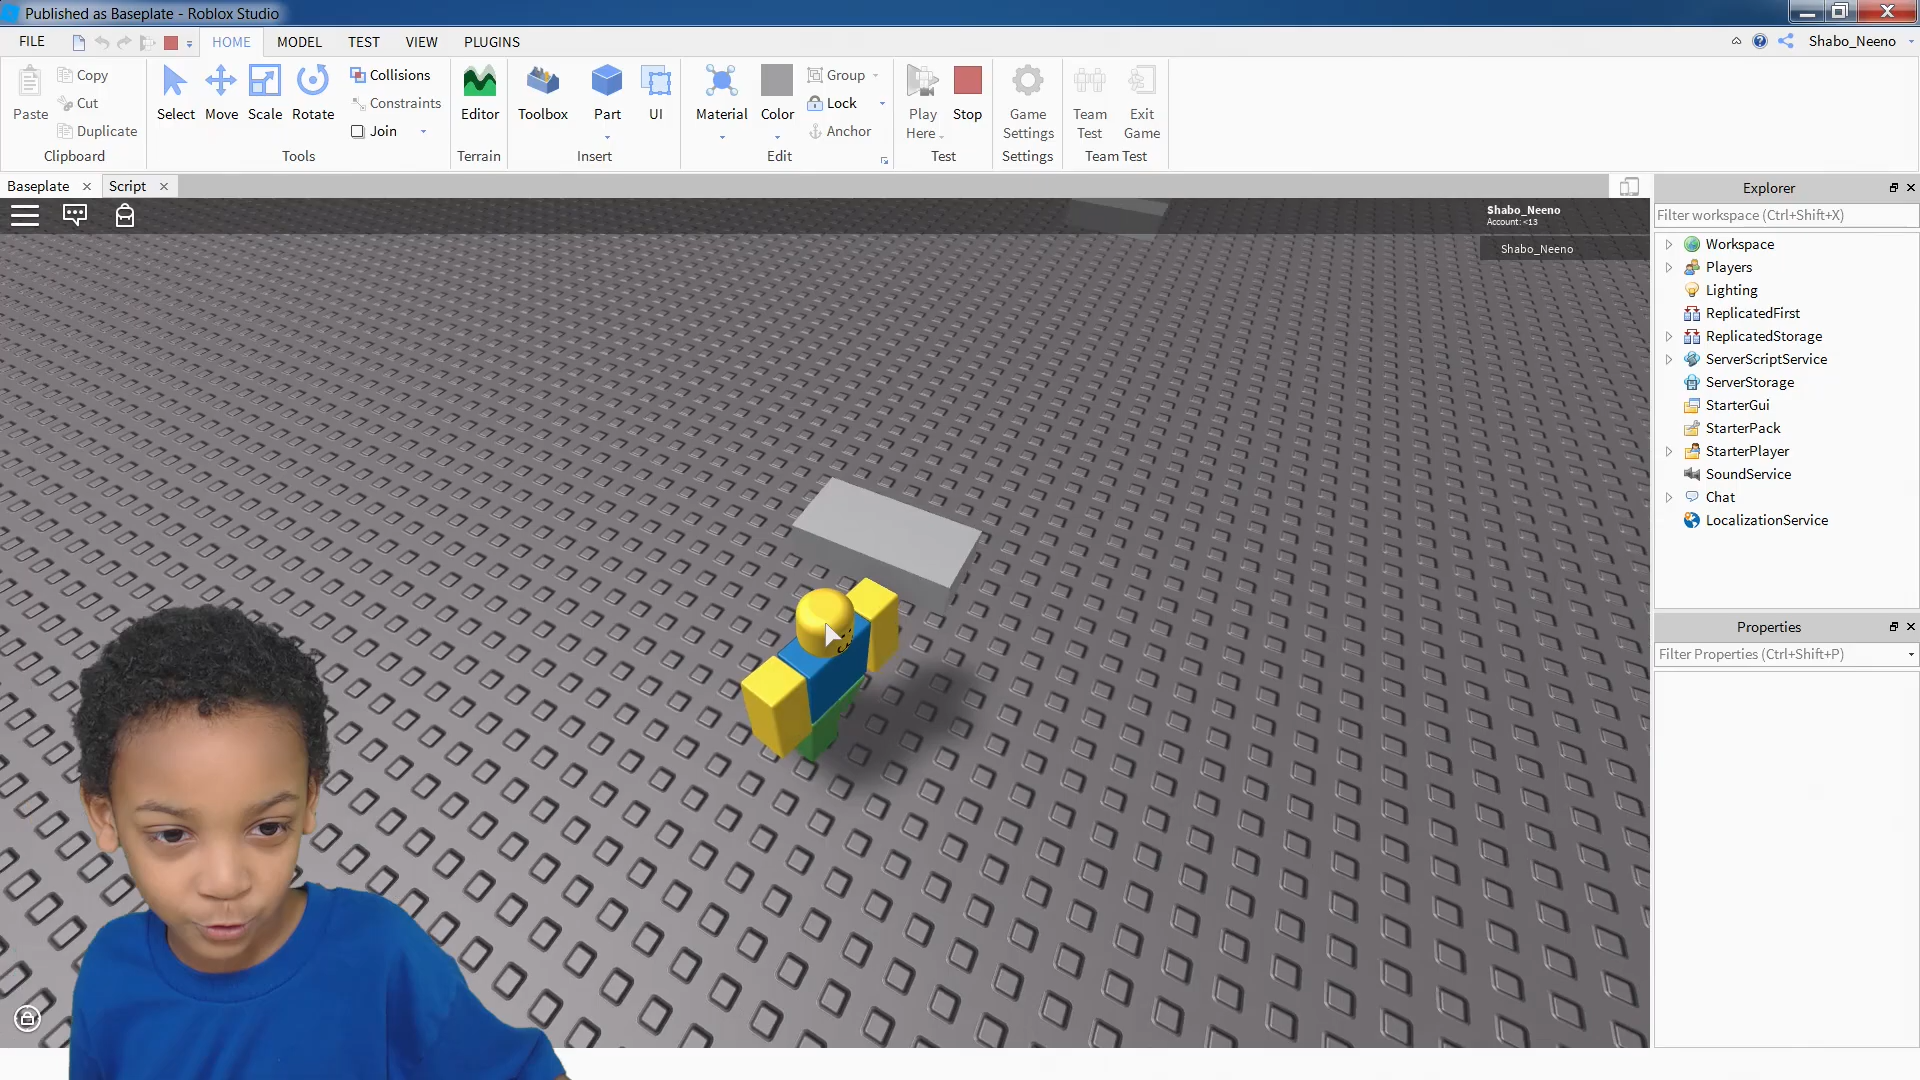 Published as Baseplate - Roblox Studio
FILE HOME MODEL TEST VIEW PLUGINS Shabo_Neeno
Paste Copy Cut Duplicate
Clipboard
Select Move Scale Rotate Collisions Constraints Join
Tools
Editor
Terrain
Toolbox Part UI
Insert
Material Color Group Lock Anchor
Edit
Play Here Stop
Test
Game Settings
Settings
Team Test Exit Game
Team Test
Baseplate Script
Shabo_Neeno
Account: <13
Shabo_Neeno
Explorer
Filter workspace (Ctrl+Shift+X)
Workspace
Players
Lighting
ReplicatedFirst
ReplicatedStorage
ServerScriptService
ServerStorage
StarterGui
StarterPack
StarterPlayer
SoundService
Chat
LocalizationService
Properties
Filter Properties (Ctrl+Shift+P)